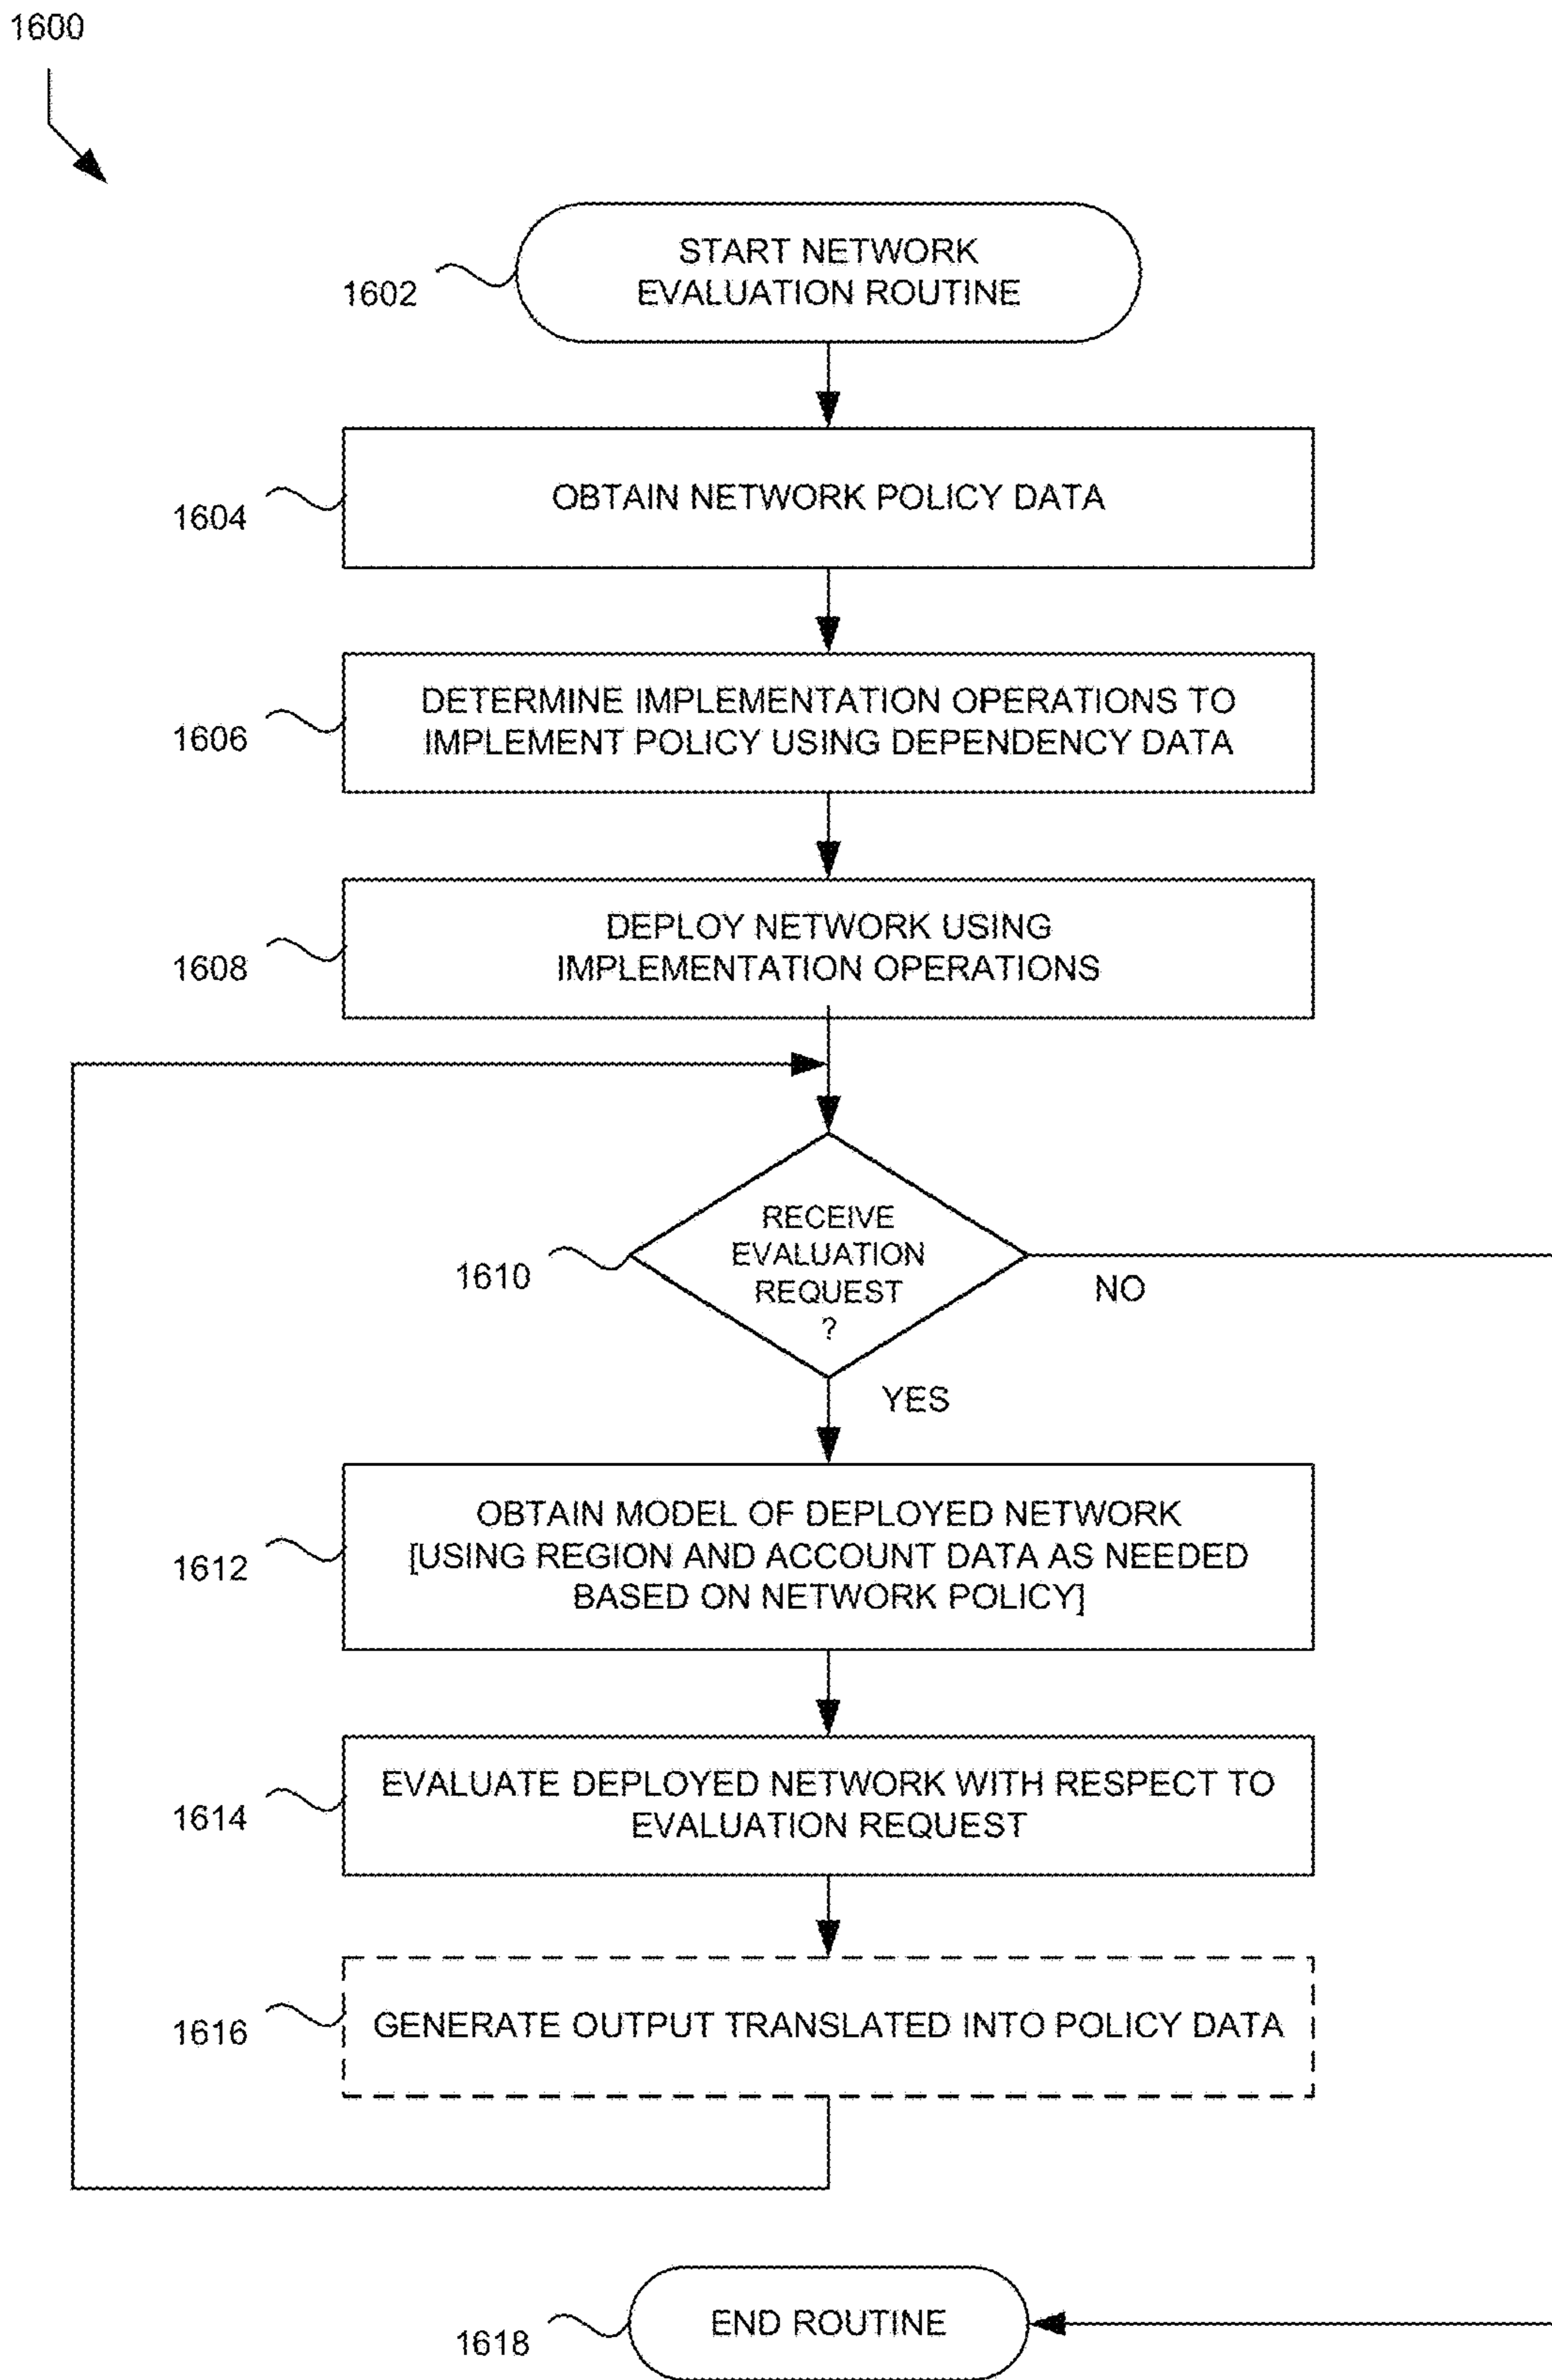 1600
START NETWORK
EVALUATION ROUTINE
1602
OBTAIN NETWORK POLICY DATA
1604
DETERMINE IMPLEMENTATION OPERATIONS TO
IMPLEMENT POLICY USING DEPENDENCY DATA
1606
DEPLOY NETWORK USING
IMPLEMENTATION OPERATIONS
1608
RECEIVE
EVALUATION
REQUEST
?
1610
NO
YES
OBTAIN MODEL OF DEPLOYED NETWORK
[USING REGION AND ACCOUNT DATA AS NEEDED
BASED ON NETWORK POLICY]
1612
EVALUATE DEPLOYED NETWORK WITH RESPECT TO
EVALUATION REQUEST
1614
GENERATE OUTPUT TRANSLATED INTO POLICY DATA
1616
END ROUTINE
1618